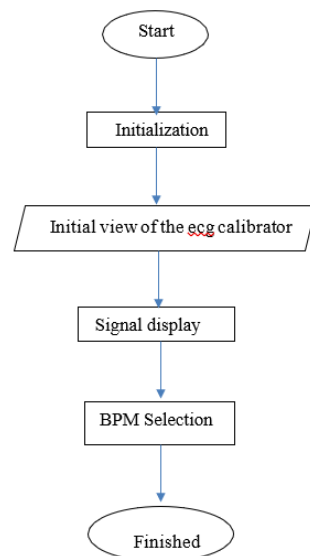 Start
Initialization
Initial view of the ecg calibrator
Signal display
BPM Selection
Finished